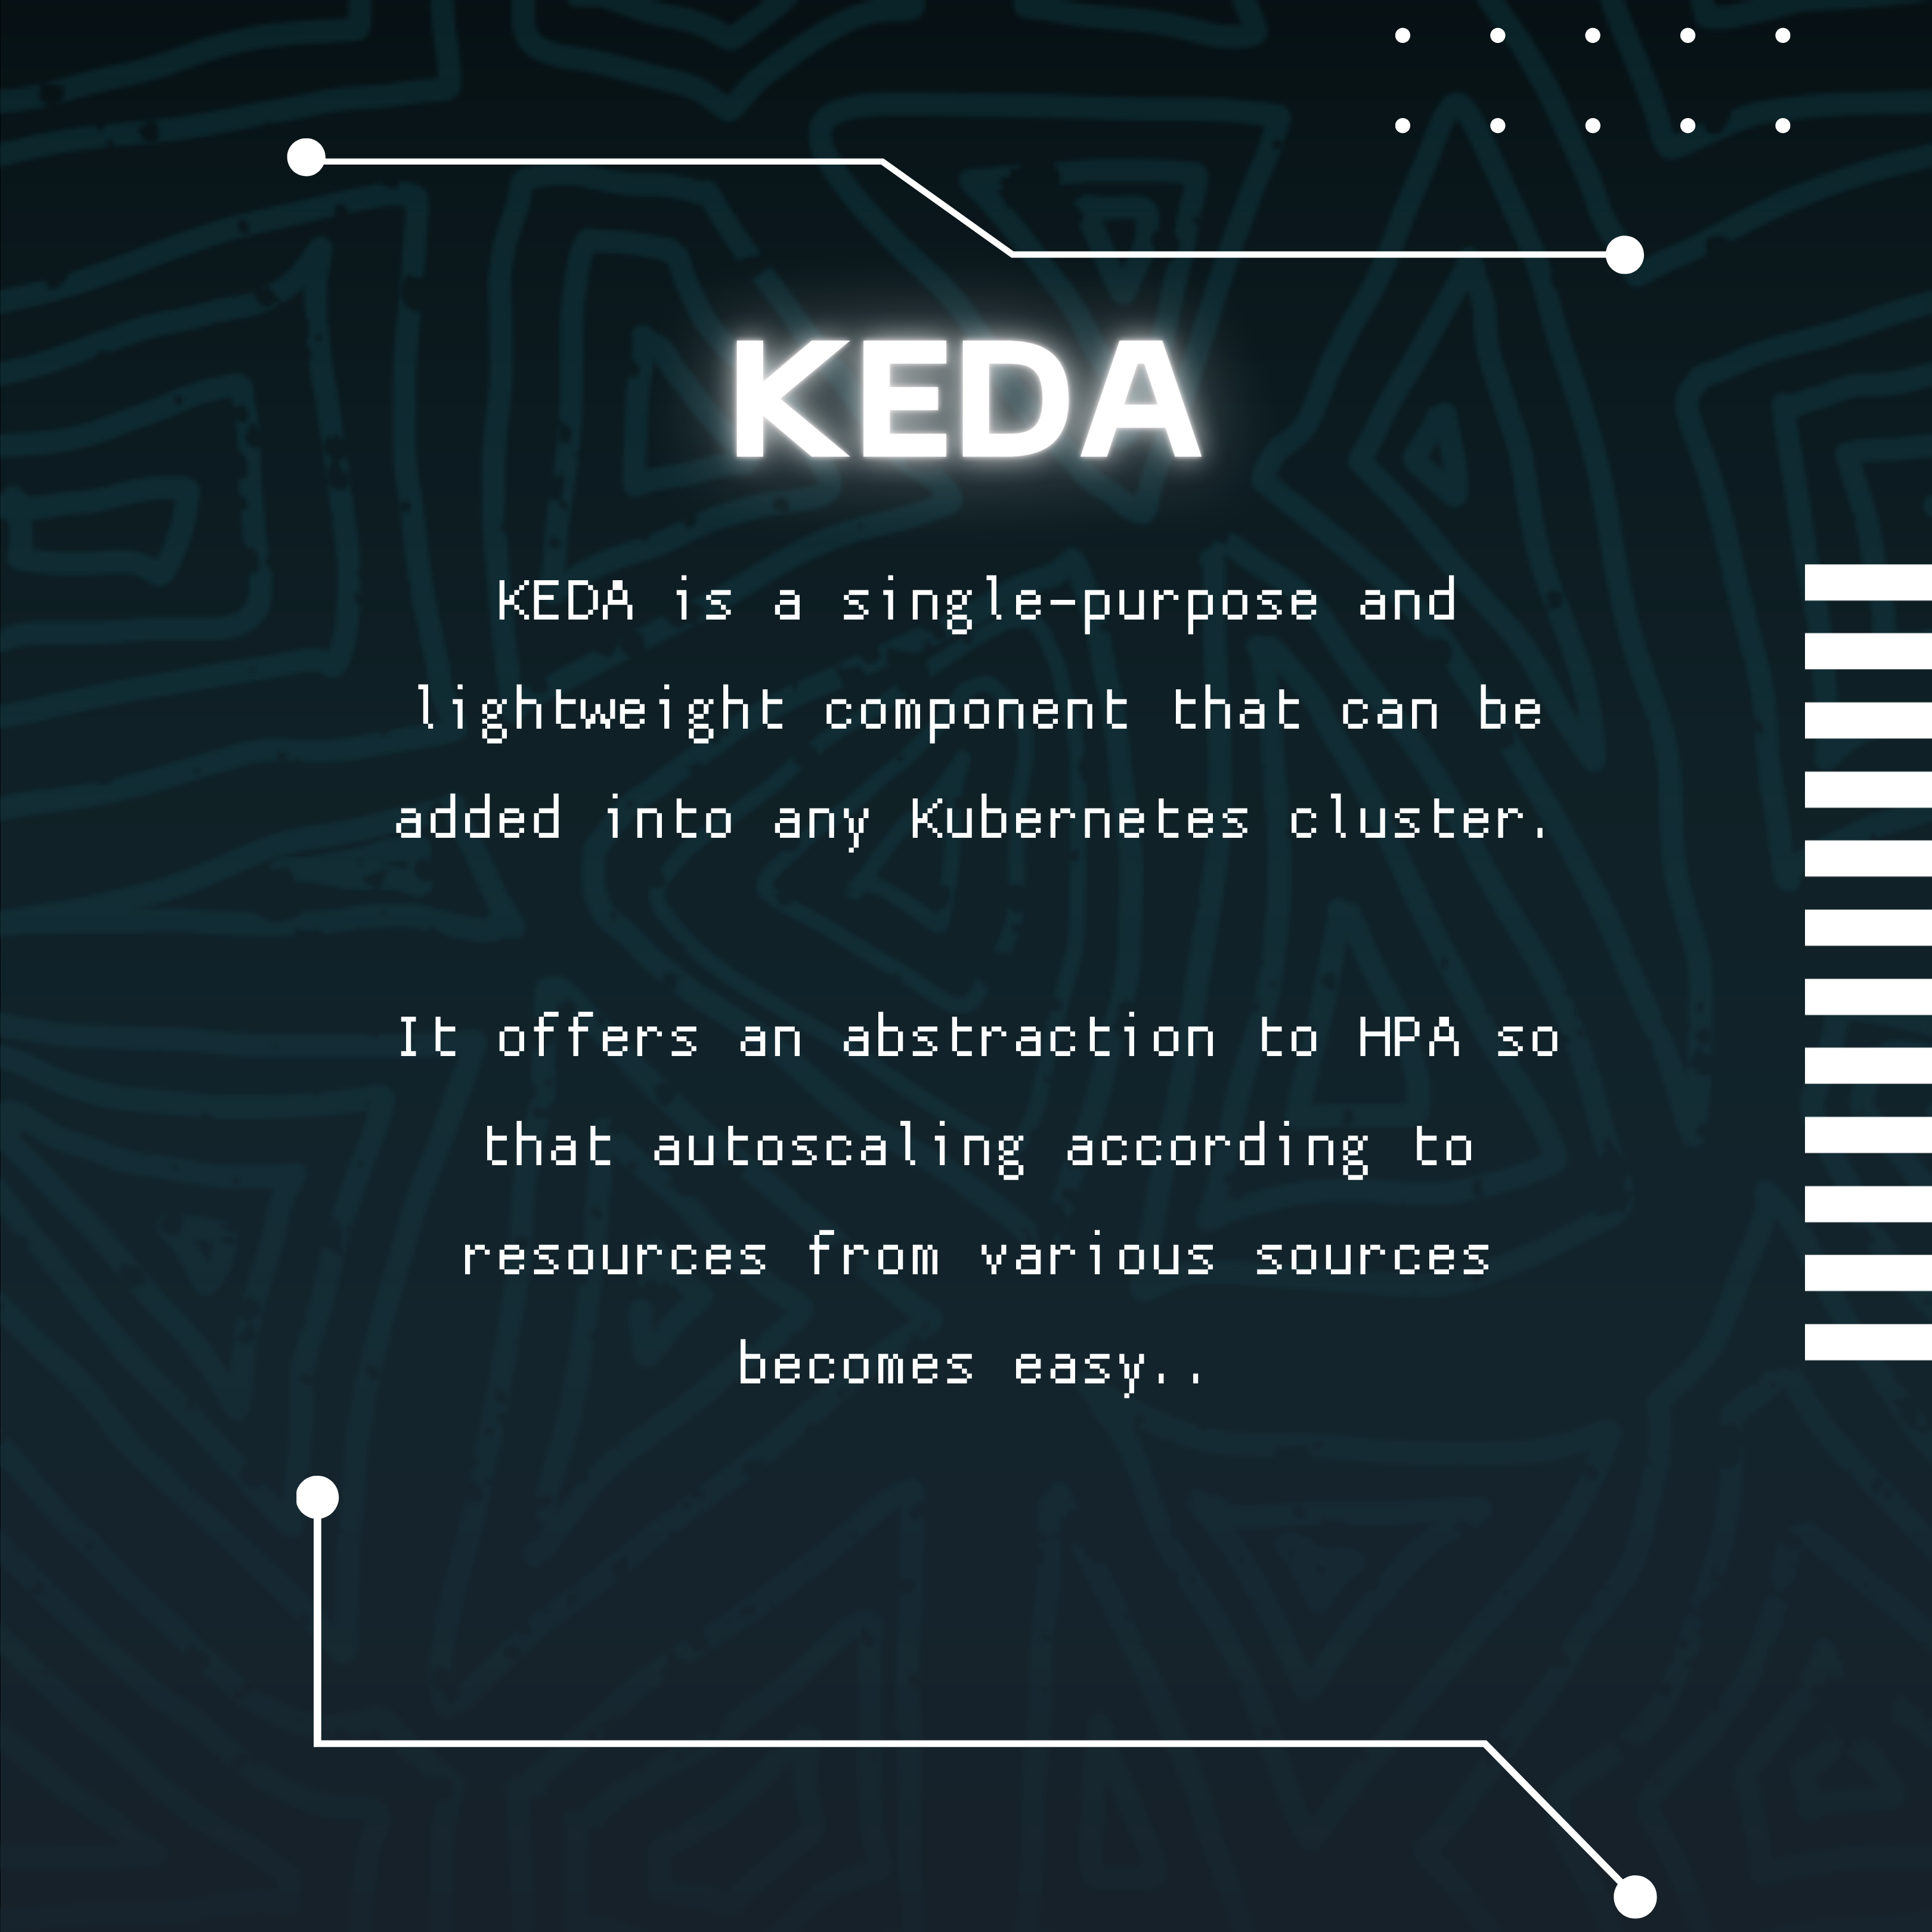 KEDA
KEDA is a single-purpose and
lightweight component that can be
added into any Kubernetes cluster.
It offers an abstraction to HPA so
that autoscaling according to
resources from various sources
becomes easy..